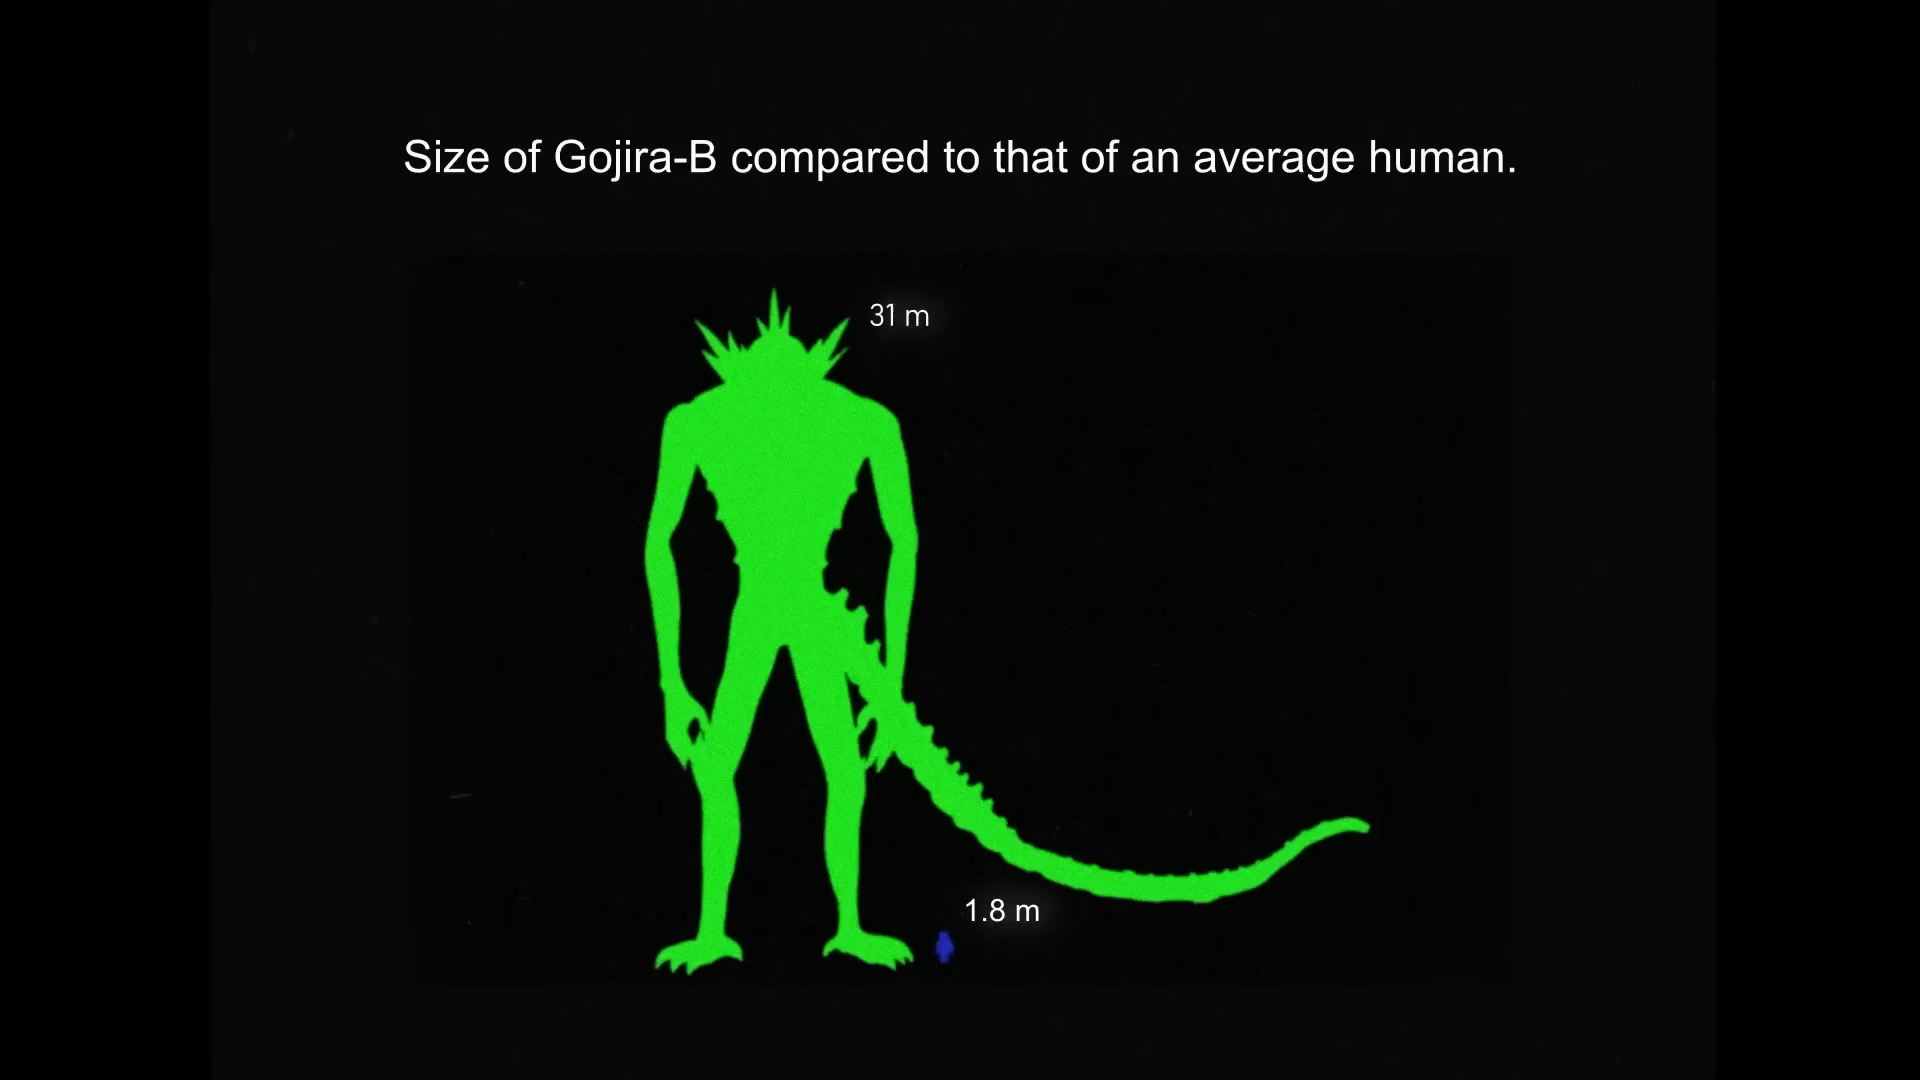 Size of Gojira-B compared to that of an average human.
31 m
1.8 m